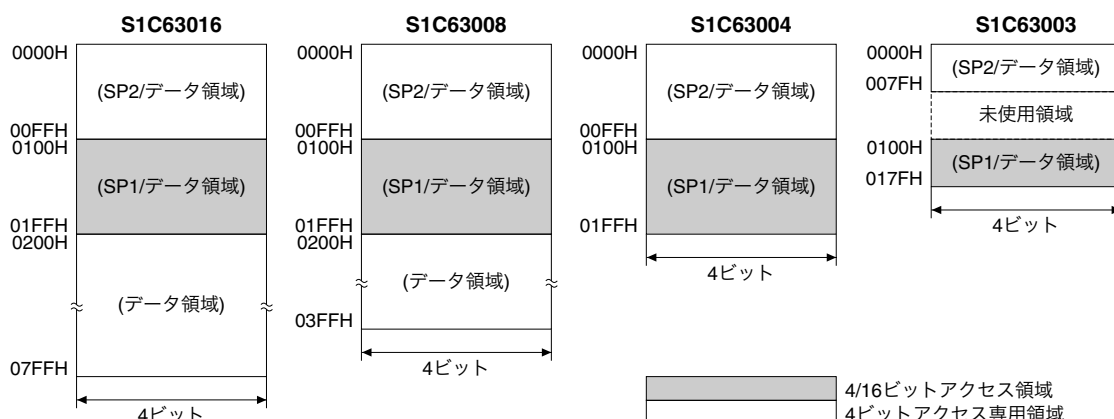 S1C63016
0000H
(SP2/データ領域)
00FFH
0100H
(SP1/データ領域)
01FFH
0200H
(データ領域)
07FFH
4ビット
S1C63008
0000H
(SP2/データ領域)
00FFH
0100H
(SP1/データ領域)
01FFH
0200H
(データ領域)
03FFH
4ビット
S1C63004
0000H
(SP2/データ領域)
00FFH
0100H
(SP1/データ領域)
01FFH
4ビット
S1C63003
0000H
(SP2/データ領域)
007FH
未使用領域
0100H
(SP1/データ領域)
017FH
4ビット
4/16ビットアクセス領域
4ビットアクセス専用領域